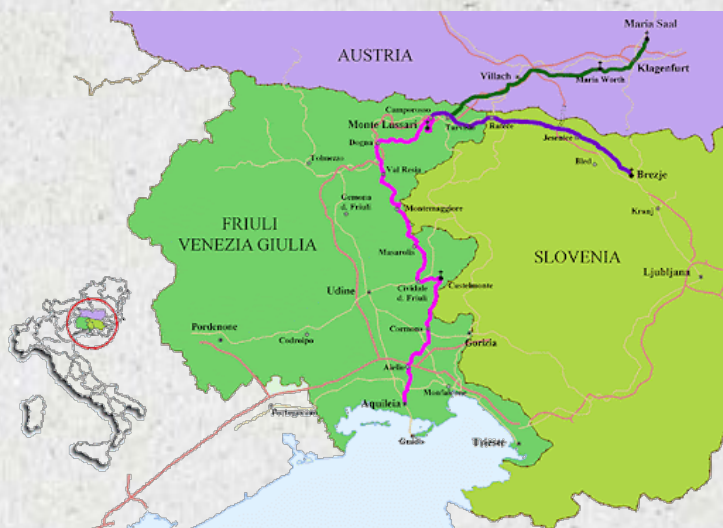 Maria Saal
AUSTRIA
Klagenfurt
Villach
Maria Worth
Camporosso
Monte Lussari
Tarvisio
Ratece
Dogna
Jesenice
Tolmezzo
Bled
Val Resia
Brezje
Gemona
d. Friuli
Montemaggiore
Kranj
FRIULI
VENEZIA GIULIA
Masarolis
SLOVENIA
Ljubljana
Castelmonte
Cividale
d. Friuli
Udine
Pordenone
Cormons
Codroipo
Gorizia
Aiello
Monfalcone
Aquileia
Portogruaro
Grado
Trieste